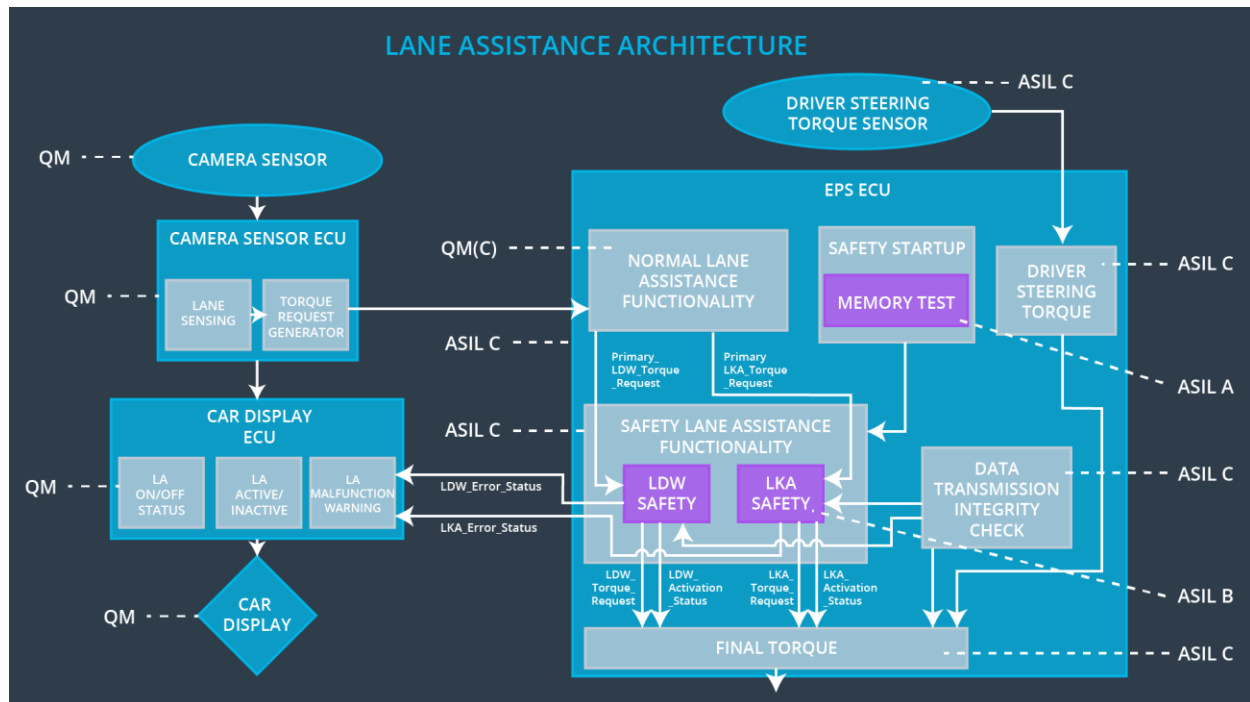 LANE ASSISTANCE ARCHITECTURE
ASIL C
DRIVER STEERING
TORQUE SENSOR
QM
CAMERA SENSOR
EPS ECU
CAMERA SENSOR ECU
QM(C)
NORMAL LANE
ASSISTANCE
FUNCTIONALITY
SAFETY STARTUP
MEMORY TEST
DRIVER
STEERING
TORQUE
ASIL C
QM
LANE
SENSING
TORQUE
REQUEST
GENERATOR
ASIL C
Primary_
LDW_Torque
_Request
Primary
LKA_Torque
_Request
ASIL A
CAR DISPLAY
ECU
ASIL C
SAFETY LANE ASSISTANCE
FUNCTIONALITY
QM
LA
ON/OFF
STATUS
LA
ACTIVE/
INACTIVE
LA
MALFUNCTION
WARNING
LDW_Error_Status
LKA_Error_Status
LDW
SAFETY
LKA
SAFETY
DATA
TRANSMISSION
INTEGRITY
CHECK
ASIL C
LDW_
Torque_
Request
LDW_
Activation
_Status
LKA_
Torque_
Request
LKA_
Activation
_Status
ASIL B
QM
CAR
DISPLAY
FINAL TORQUE
ASIL C